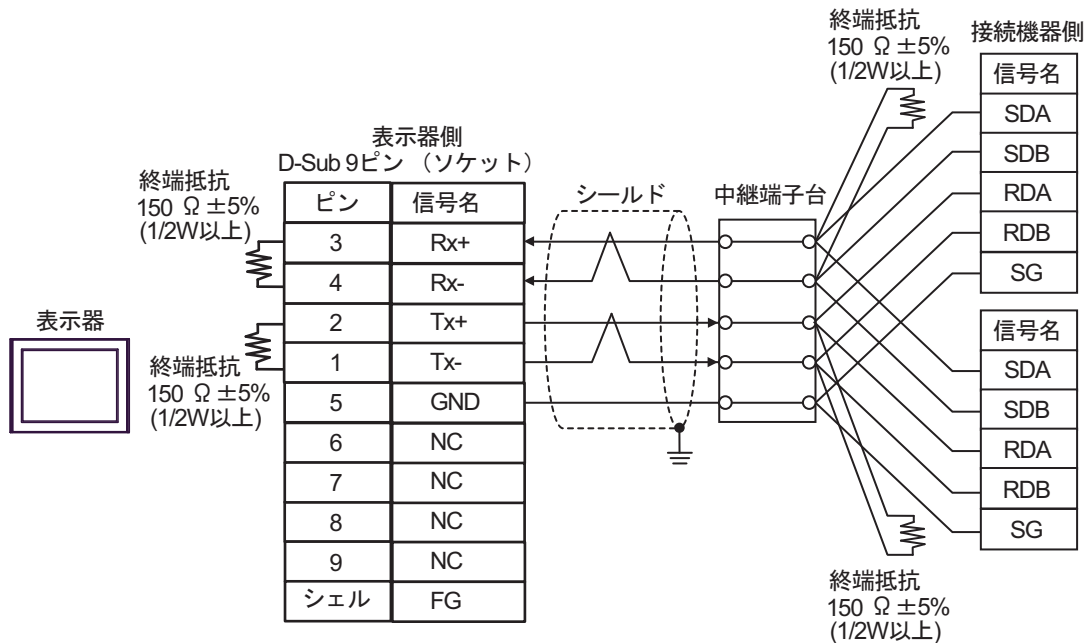 終端抵抗
150 Ω ±5%
(1/2W以上)
接続機器側
信号名
SDA
SDB
RDA
RDB
SG
表示器側
D-Sub 9ピン （ソケット）
終端抵抗
150 Ω ±5%
(1/2W以上)
ピン 信号名
3 Rx+
4 Rx-
2 Tx+
1 Tx-
5 GND
6 NC
7 NC
8 NC
9 NC
シェル FG
シールド
中継端子台
表示器
終端抵抗
150 Ω ±5%
(1/2W以上)
信号名
SDA
SDB
RDA
RDB
SG
終端抵抗
150 Ω ±5%
(1/2W以上)